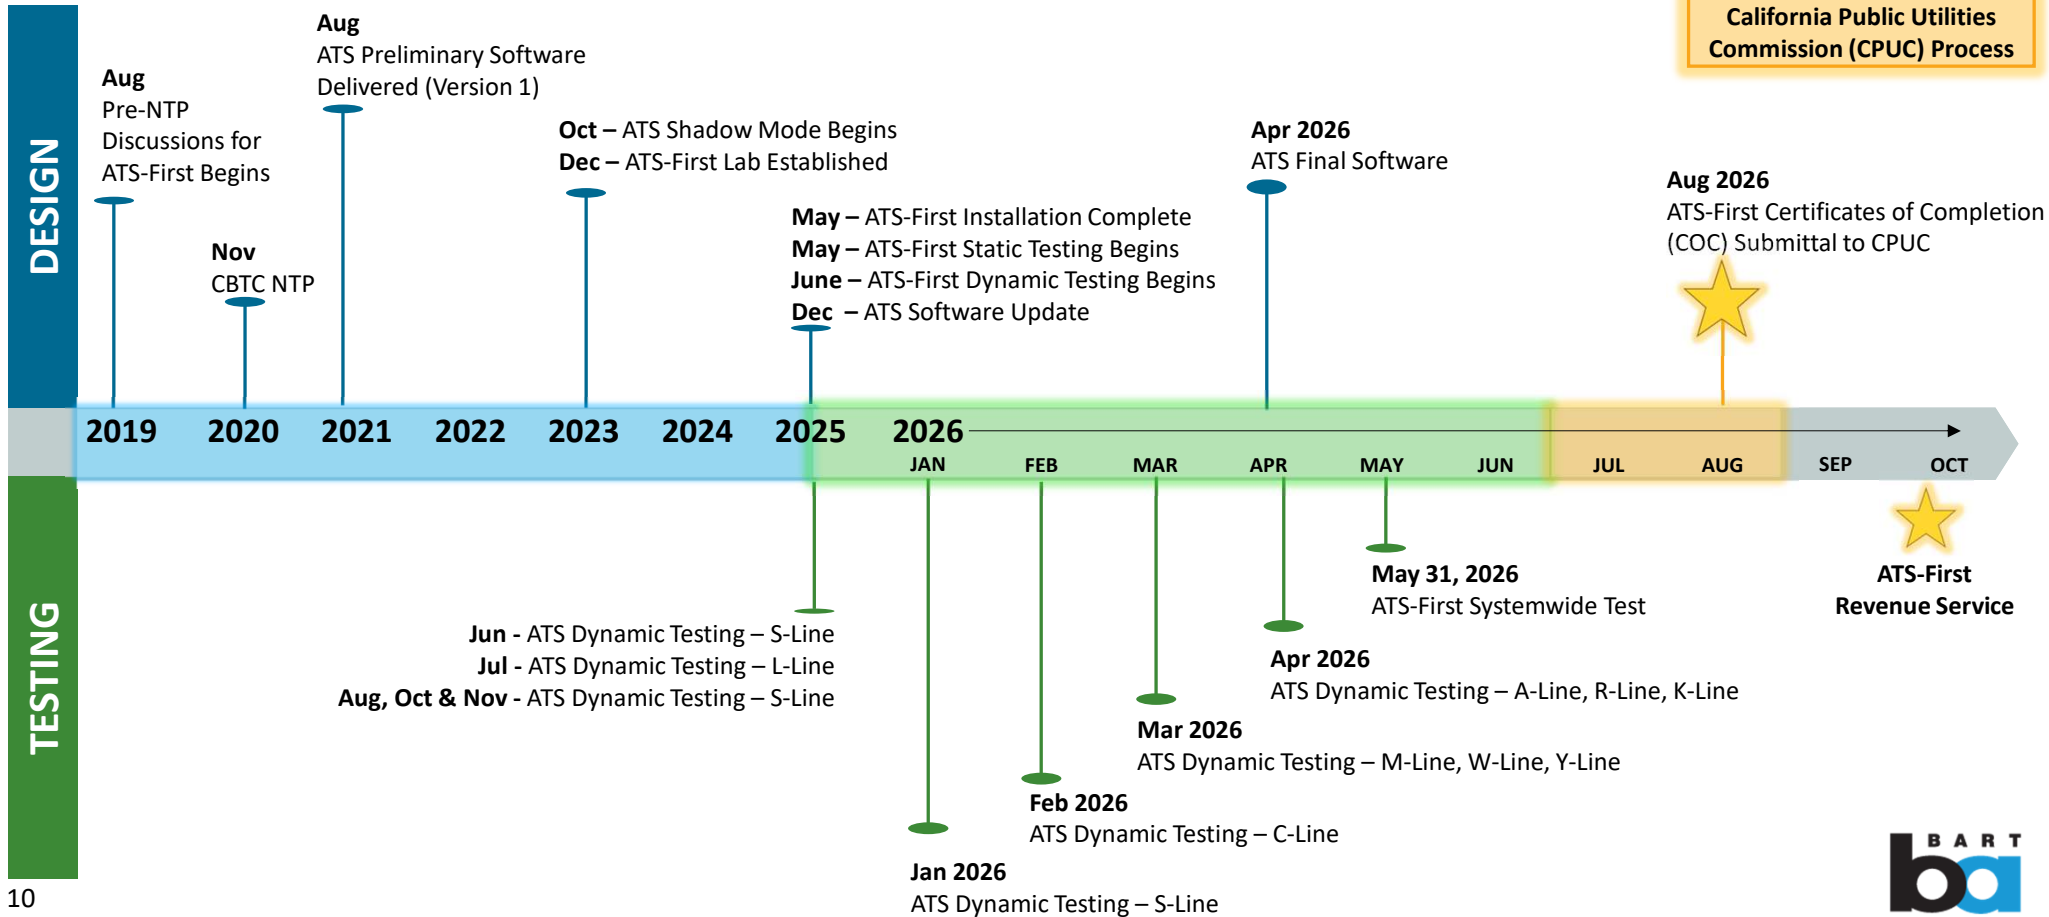 California Public Utilities
Commission (CPUC) Process
DESIGN
Aug
Pre-NTP
Discussions for
ATS-First Begins
Nov
CBTC NTP
Aug
ATS Preliminary Software
Delivered (Version 1)
Oct – ATS Shadow Mode Begins
Dec – ATS-First Lab Established
May – ATS-First Installation Complete
May – ATS-First Static Testing Begins
June – ATS-First Dynamic Testing Begins
Dec – ATS Software Update
Apr 2026
ATS Final Software
Aug 2026
ATS-First Certificates of Completion
(COC) Submittal to CPUC
2019 2020 2021 2022 2023 2024 2025 2026
JAN FEB MAR APR MAY JUN JUL AUG SEP OCT
TESTING
Jun - ATS Dynamic Testing – S-Line
Jul - ATS Dynamic Testing – L-Line
Aug, Oct & Nov - ATS Dynamic Testing – S-Line
Jan 2026
ATS Dynamic Testing – S-Line
Feb 2026
ATS Dynamic Testing – C-Line
Mar 2026
ATS Dynamic Testing – M-Line, W-Line, Y-Line
Apr 2026
ATS Dynamic Testing – A-Line, R-Line, K-Line
May 31, 2026
ATS-First Systemwide Test
ATS-First
Revenue Service
BART
ba
10